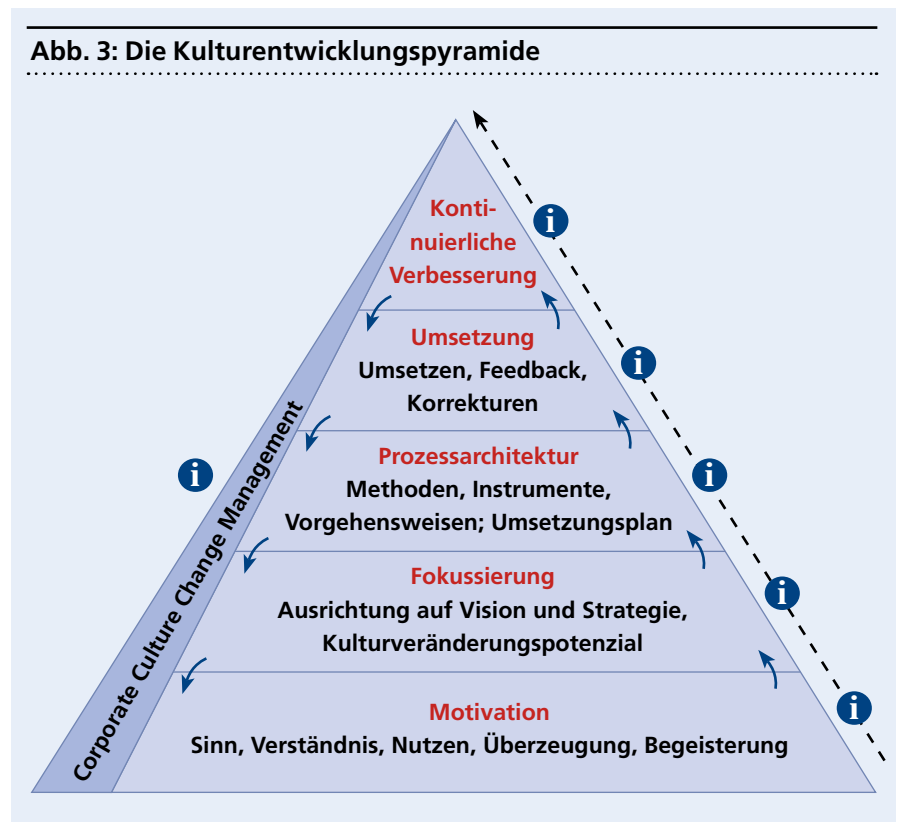 Abb. 3: Die Kulturentwicklungspyramide
Konti-
nuierliche
Verbesserung
Umsetzung
Umsetzen, Feedback,
Korrekturen
Prozessarchitektur
Methoden, Instrumente,
Vorgehensweisen; Umsetzungsplan
Fokussierung
Ausrichtung auf Vision und Strategie,
Kulturveränderungspotenzial
Motivation
Sinn, Verständnis, Nutzen, Überzeugung, Begeisterung
Corporate Culture Change Management
i
i
i
i
i
i